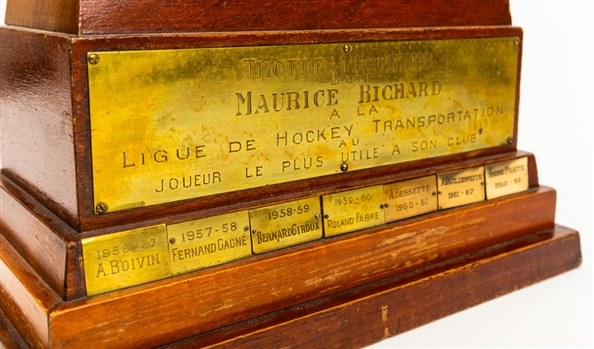 TROPHÉE
MAURICE RICHARD
A LA
LIGUE DE HOCKEY TRANSPORTATION
AU
JOUEUR LE PLUS UTILE A SON CLUB
1956-57
A. BOIVIN
1957-58
FERNAND GAGNÉ
1958-59
BERNARD GIROUX
1959-60
ROLAND FABRE
A. DESSETTE
1960-61
1961-62
1962-63